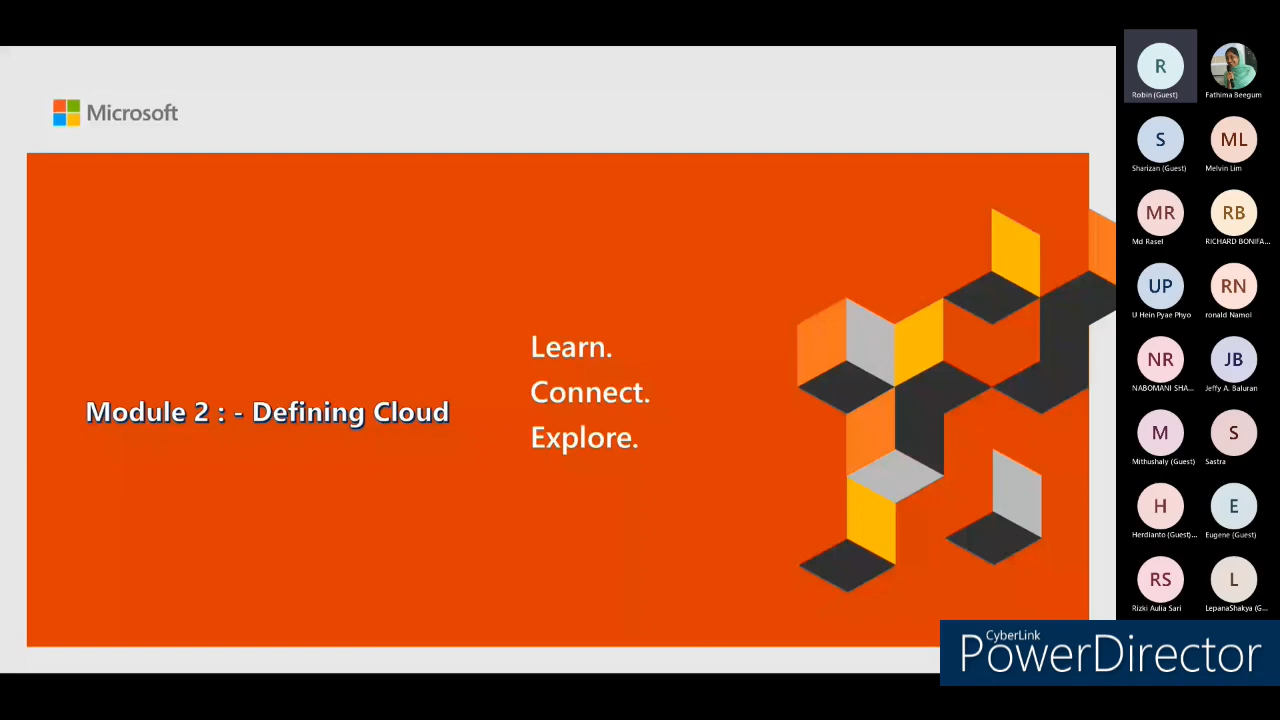 Microsoft
Module 2 : - Defining Cloud
Learn.
Connect.
Explore.
R
Robin (Guest)
Fathima Beegum
S
Sharizan (Guest)
ML
Melvin Lim
MR
Md Rasel
RB
RICHARD BONIFA...
UP
U Hein Pyae Phyo
RN
ronald Namol
NR
NABOMANI SHA...
JB
Jeffy A. Baluran
M
Mithushaly (Guest)
S
Sastra
H
Herdianto (Guest)...
E
Eugene (Guest)
RS
Rizki Aulia Sari
L
LepanaShakya (G...
CyberLink
PowerDirector